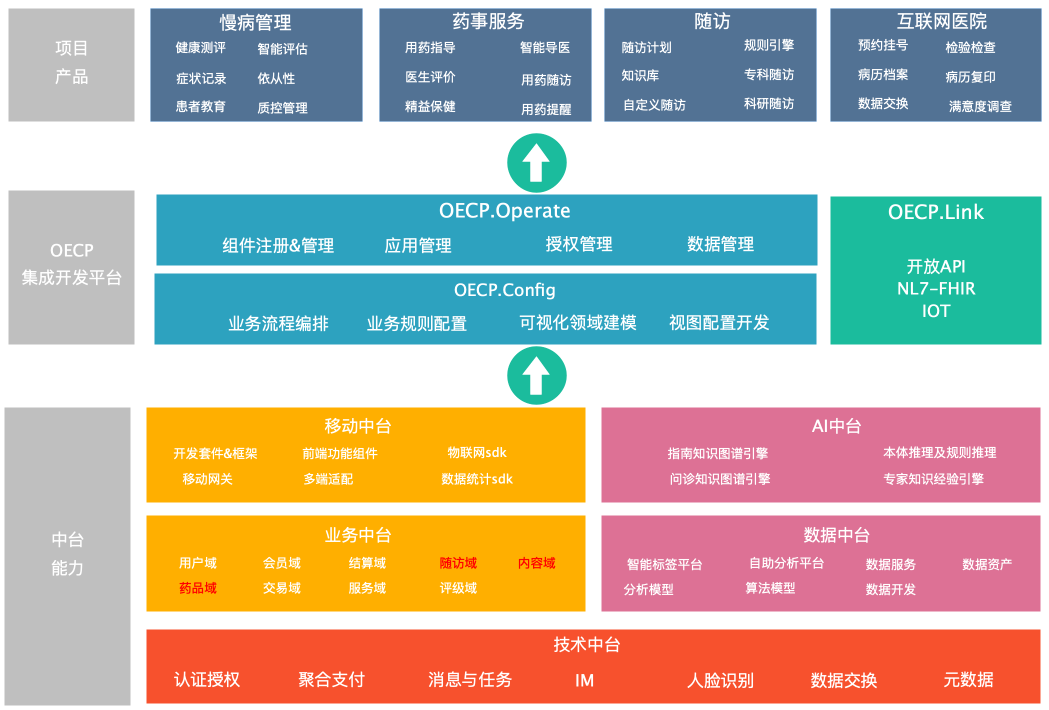 项目
产品
慢病管理
健康测评 智能评估
症状记录 依从性
患者教育 质控管理
药事服务
用药指导 智能导医
医生评价 用药随访
精益保健 用药提醒
随访
随访计划 规则引擎
知识库 专科随访
自定义随访 科研随访
互联网医院
预约挂号 检验检查
病历档案 病历复印
数据交换 满意度调查
OECP
集成开发平台
OECP.Operate
组件注册&管理 应用管理 授权管理 数据管理
OECP.Config
业务流程编排 业务规则配置 可视化领域建模 视图配置开发
OECP.Link
开放API
NL7-FHIR
IOT
中台
能力
移动中台
开发套件&框架 前端功能组件 物联网sdk
移动网关 多端适配 数据统计sdk
AI中台
指南知识图谱引擎 本体推理及规则推理
问诊知识图谱引擎 专家知识经验引擎
业务中台
用户域 会员域 结算域 随访域 内容域
药品域 交易域 服务域 评级域
数据中台
智能标签平台 自助分析平台 数据服务 数据资产
分析模型 算法模型 数据开发
技术中台
认证授权 聚合支付 消息与任务 IM 人脸识别 数据交换 元数据